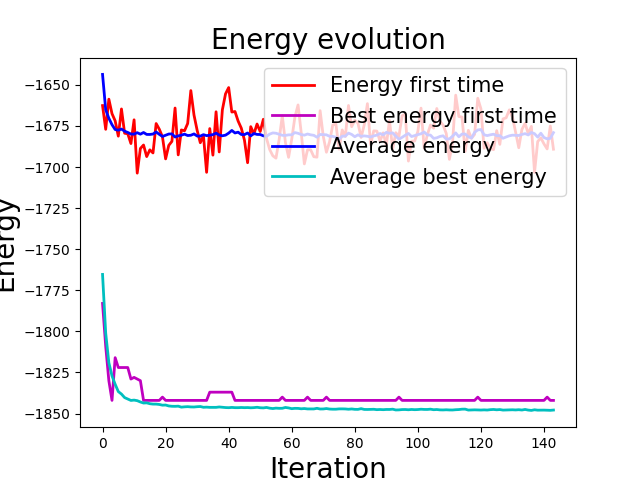 Energy evolution
Energy first time
Best energy first time
Average energy
Average best energy
Energy
−1650
−1675
−1700
−1725
−1750
−1775
−1800
−1825
−1850
0 20 40 60 80 100 120 140
Iteration